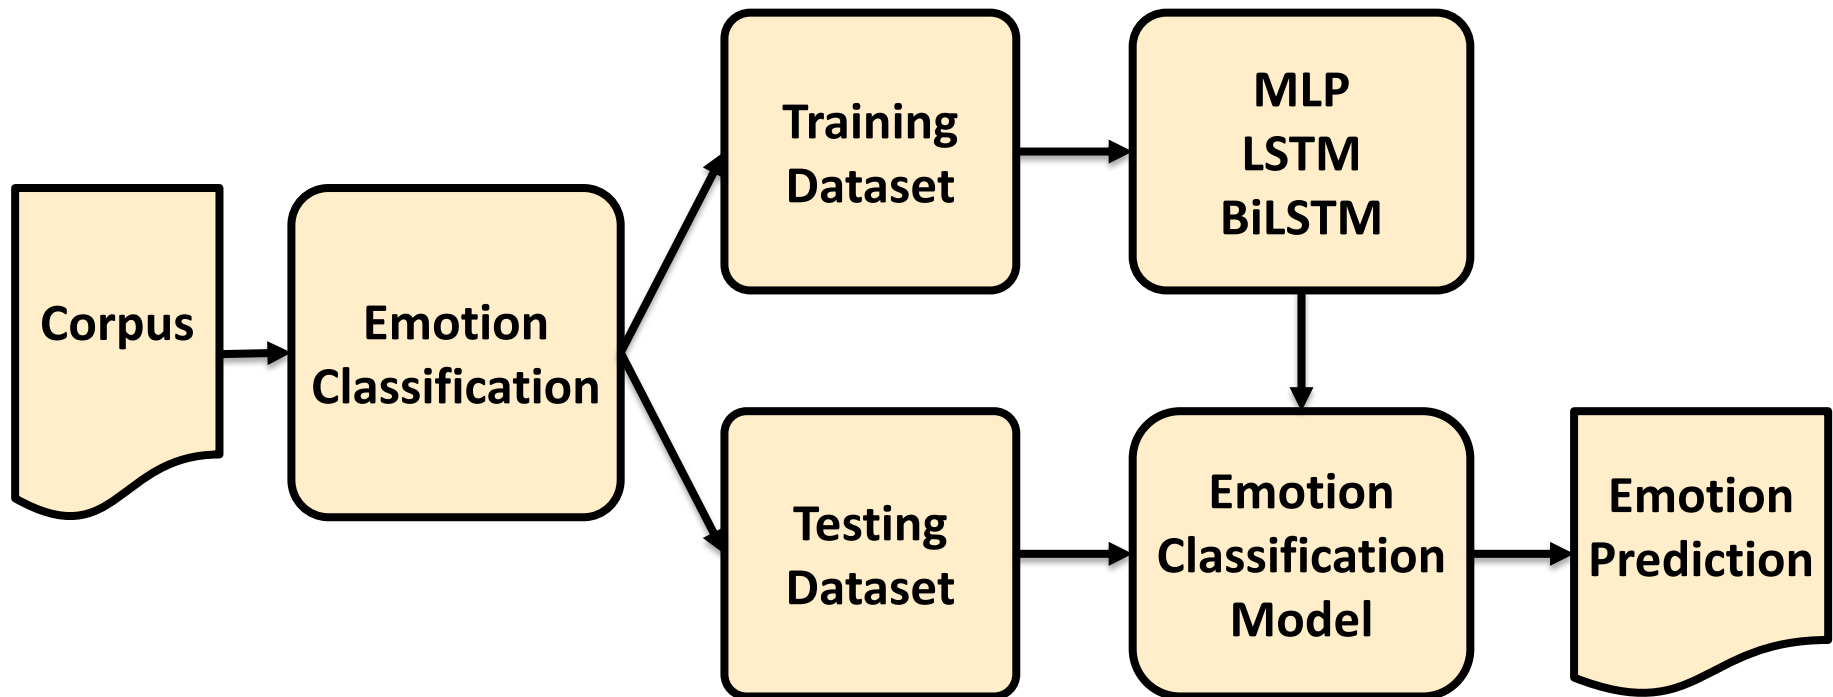 Corpus
Emotion
Classification
Training
Dataset
MLP
LSTM
BiLSTM
Testing
Dataset
Emotion
Classification
Model
Emotion
Prediction